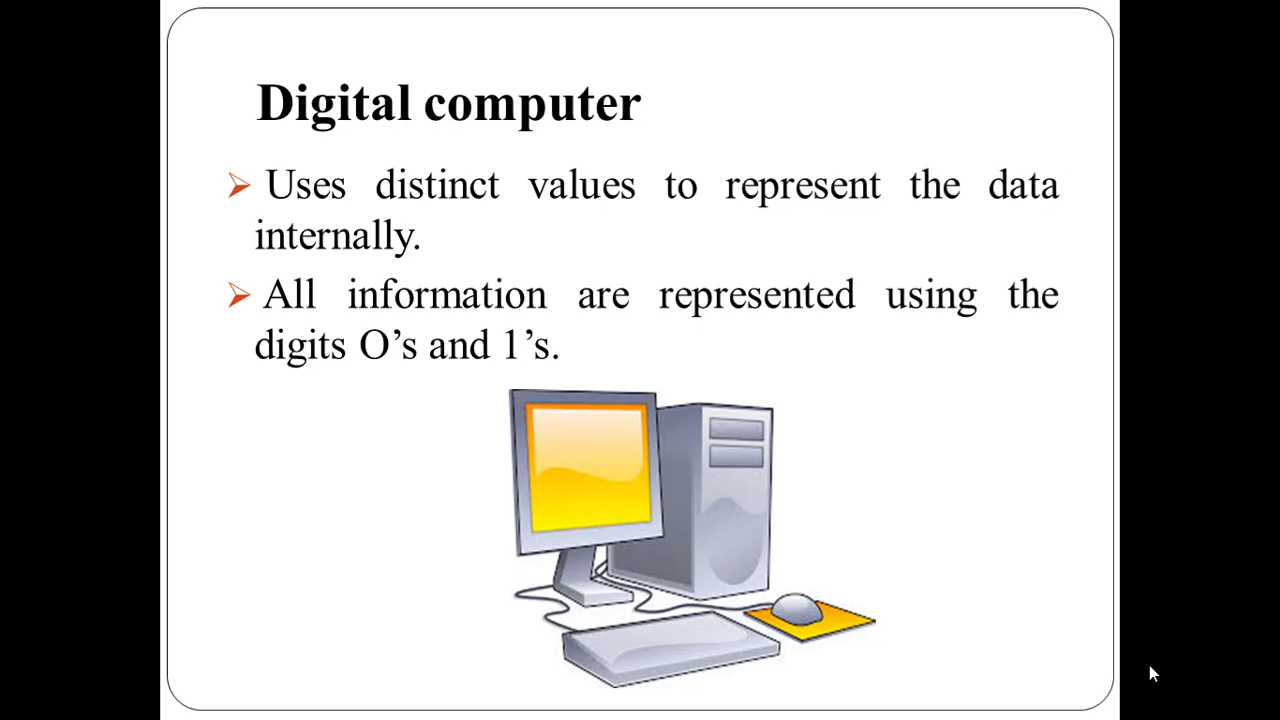 Digital computer
Uses distinct values to represent the data
internally.
All information are represented using the
digits O’s and 1’s.